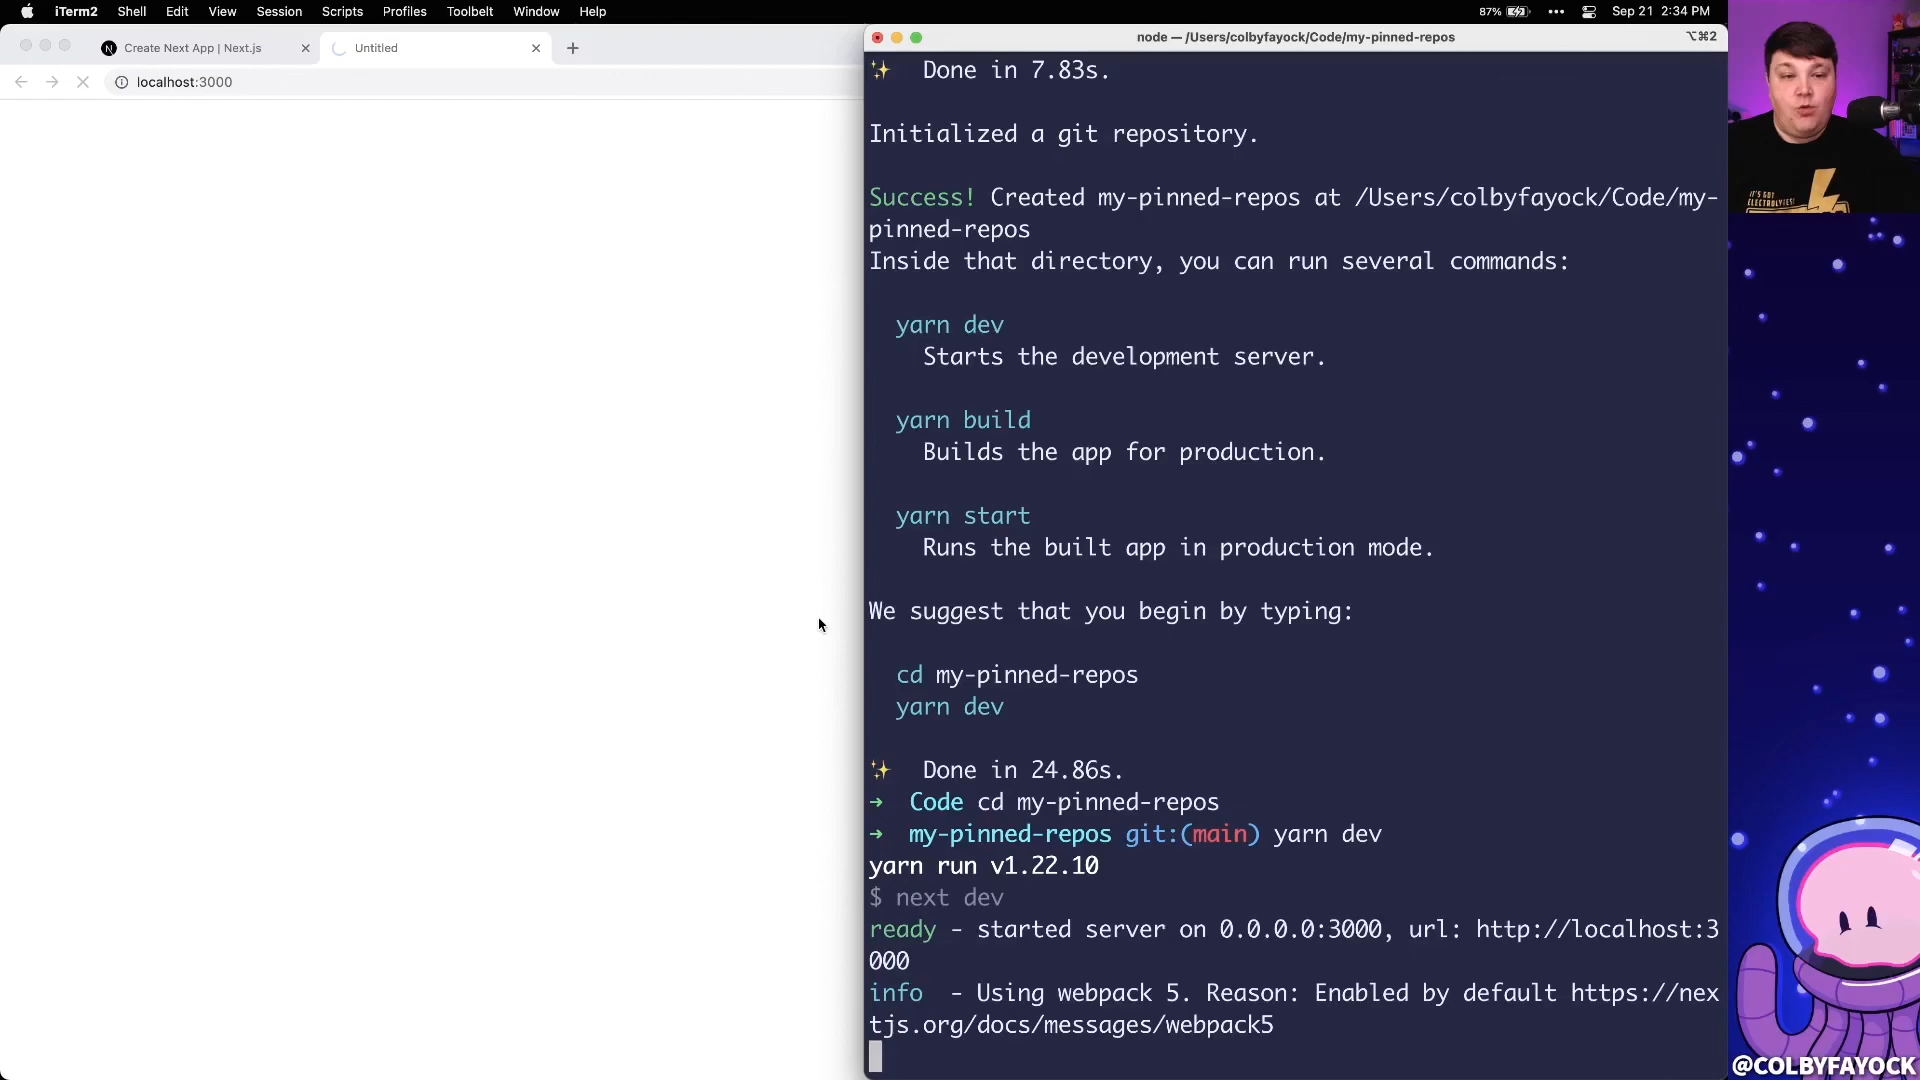 iTerm2 Shell Edit View Session Scripts Profiles Toolbelt Window Help 87% Sep 21 2:34 PM
Create Next App | Next.js Untitled
localhost:3000
node — /Users/colbyfayock/Code/my-pinned-repos ⌥⌘2
✨ Done in 7.83s.
Initialized a git repository.
Success! Created my-pinned-repos at /Users/colbyfayock/Code/my-
pinned-repos
Inside that directory, you can run several commands:
yarn dev
Starts the development server.
yarn build
Builds the app for production.
yarn start
Runs the built app in production mode.
We suggest that you begin by typing:
cd my-pinned-repos
yarn dev
✨ Done in 24.86s.
➜ Code cd my-pinned-repos
➜ my-pinned-repos git:(main) yarn dev
yarn run v1.22.10
$ next dev
ready - started server on 0.0.0.0:3000, url: http://localhost:3
000
info - Using webpack 5. Reason: Enabled by default https://nex
tjs.org/docs/messages/webpack5
IT'S GOT
ELECTROLYTES!
@COLBYFAYOCK